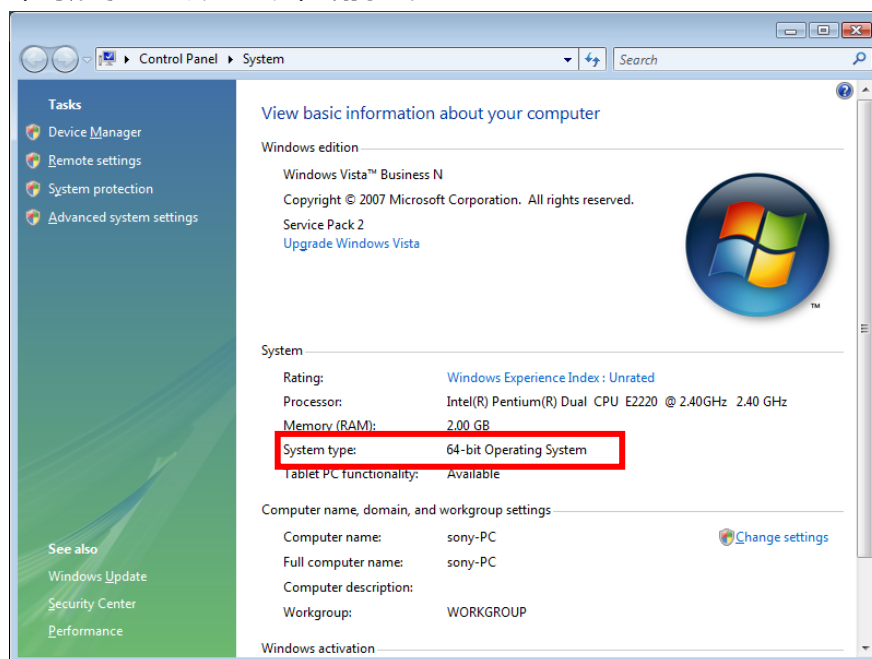 Control Panel ▸ System
Search
Tasks
Device Manager
Remote settings
System protection
Advanced system settings
View basic information about your computer
Windows edition
Windows Vista™ Business N
Copyright © 2007 Microsoft Corporation. All rights reserved.
Service Pack 2
Upgrade Windows Vista
TM
System
Rating: Windows Experience Index : Unrated
Processor: Intel(R) Pentium(R) Dual CPU E2220 @ 2.40GHz 2.40 GHz
Memory (RAM): 2.00 GB
System type: 64-bit Operating System
Tablet PC functionality: Available
Computer name, domain, and workgroup settings
Computer name: sony-PC
Change settings
Full computer name: sony-PC
Computer description:
Workgroup: WORKGROUP
Windows activation
See also
Windows Update
Security Center
Performance